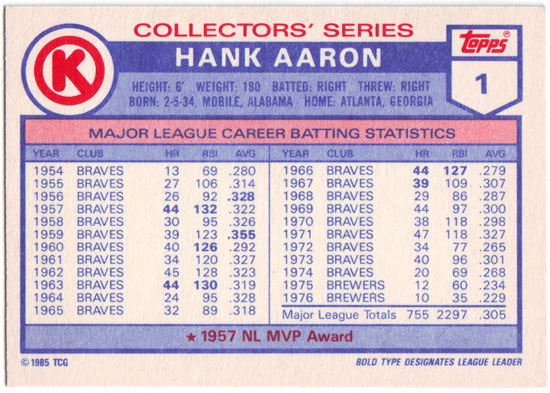 COLLECTORS' SERIES
K
HANK AARON
TOPPS®
1
HEIGHT: 6' WEIGHT: 180 BATTED: RIGHT THREW: RIGHT
BORN: 2-5-34, MOBILE, ALABAMA HOME: ATLANTA, GEORGIA
MAJOR LEAGUE CAREER BATTING STATISTICS
YEAR CLUB HR RBI AVG
1954 BRAVES 13 69 .280
1955 BRAVES 27 106 .314
1956 BRAVES 26 92 .328
1957 BRAVES 44 132 .322
1958 BRAVES 30 95 .326
1959 BRAVES 39 123 .355
1960 BRAVES 40 126 .292
1961 BRAVES 34 120 .327
1962 BRAVES 45 128 .323
1963 BRAVES 44 130 .319
1964 BRAVES 24 95 .328
1965 BRAVES 32 89 .318
YEAR CLUB HR RBI AVG
1966 BRAVES 44 127 .279
1967 BRAVES 39 109 .307
1968 BRAVES 29 86 .287
1969 BRAVES 44 97 .300
1970 BRAVES 38 118 .298
1971 BRAVES 47 118 .327
1972 BRAVES 34 77 .265
1973 BRAVES 40 96 .301
1974 BRAVES 20 69 .268
1975 BREWERS 12 60 .234
1976 BREWERS 10 35 .229
Major League Totals 755 2297 .305
★ 1957 NL MVP Award
© 1985 TCG
BOLD TYPE DESIGNATES LEAGUE LEADER